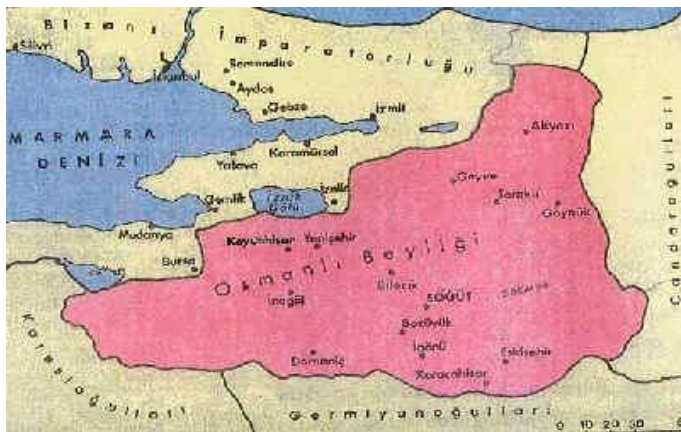 Bizans İmparatorluğu
Silivri
İstanbul
Semendire
Aydos
Gebze
İzmit
MARMARA
DENİZİ
Yalova
Karamürsel
Akyazı
Geyve
Taraklı
Göynük
Gemlik
İznik
Gölü
İznik
Mudanya
Bursa
Koyunhisar
Yenişehir
Osmanlı Beyliği
Bilecik
İnegöl
SÖĞÜT
Bozüyük
İnönü
Domaniç
Eskişehir
Karacahisar
Candaroğulları
Karesioğulları
Germiyanoğulları
0 10 20 30